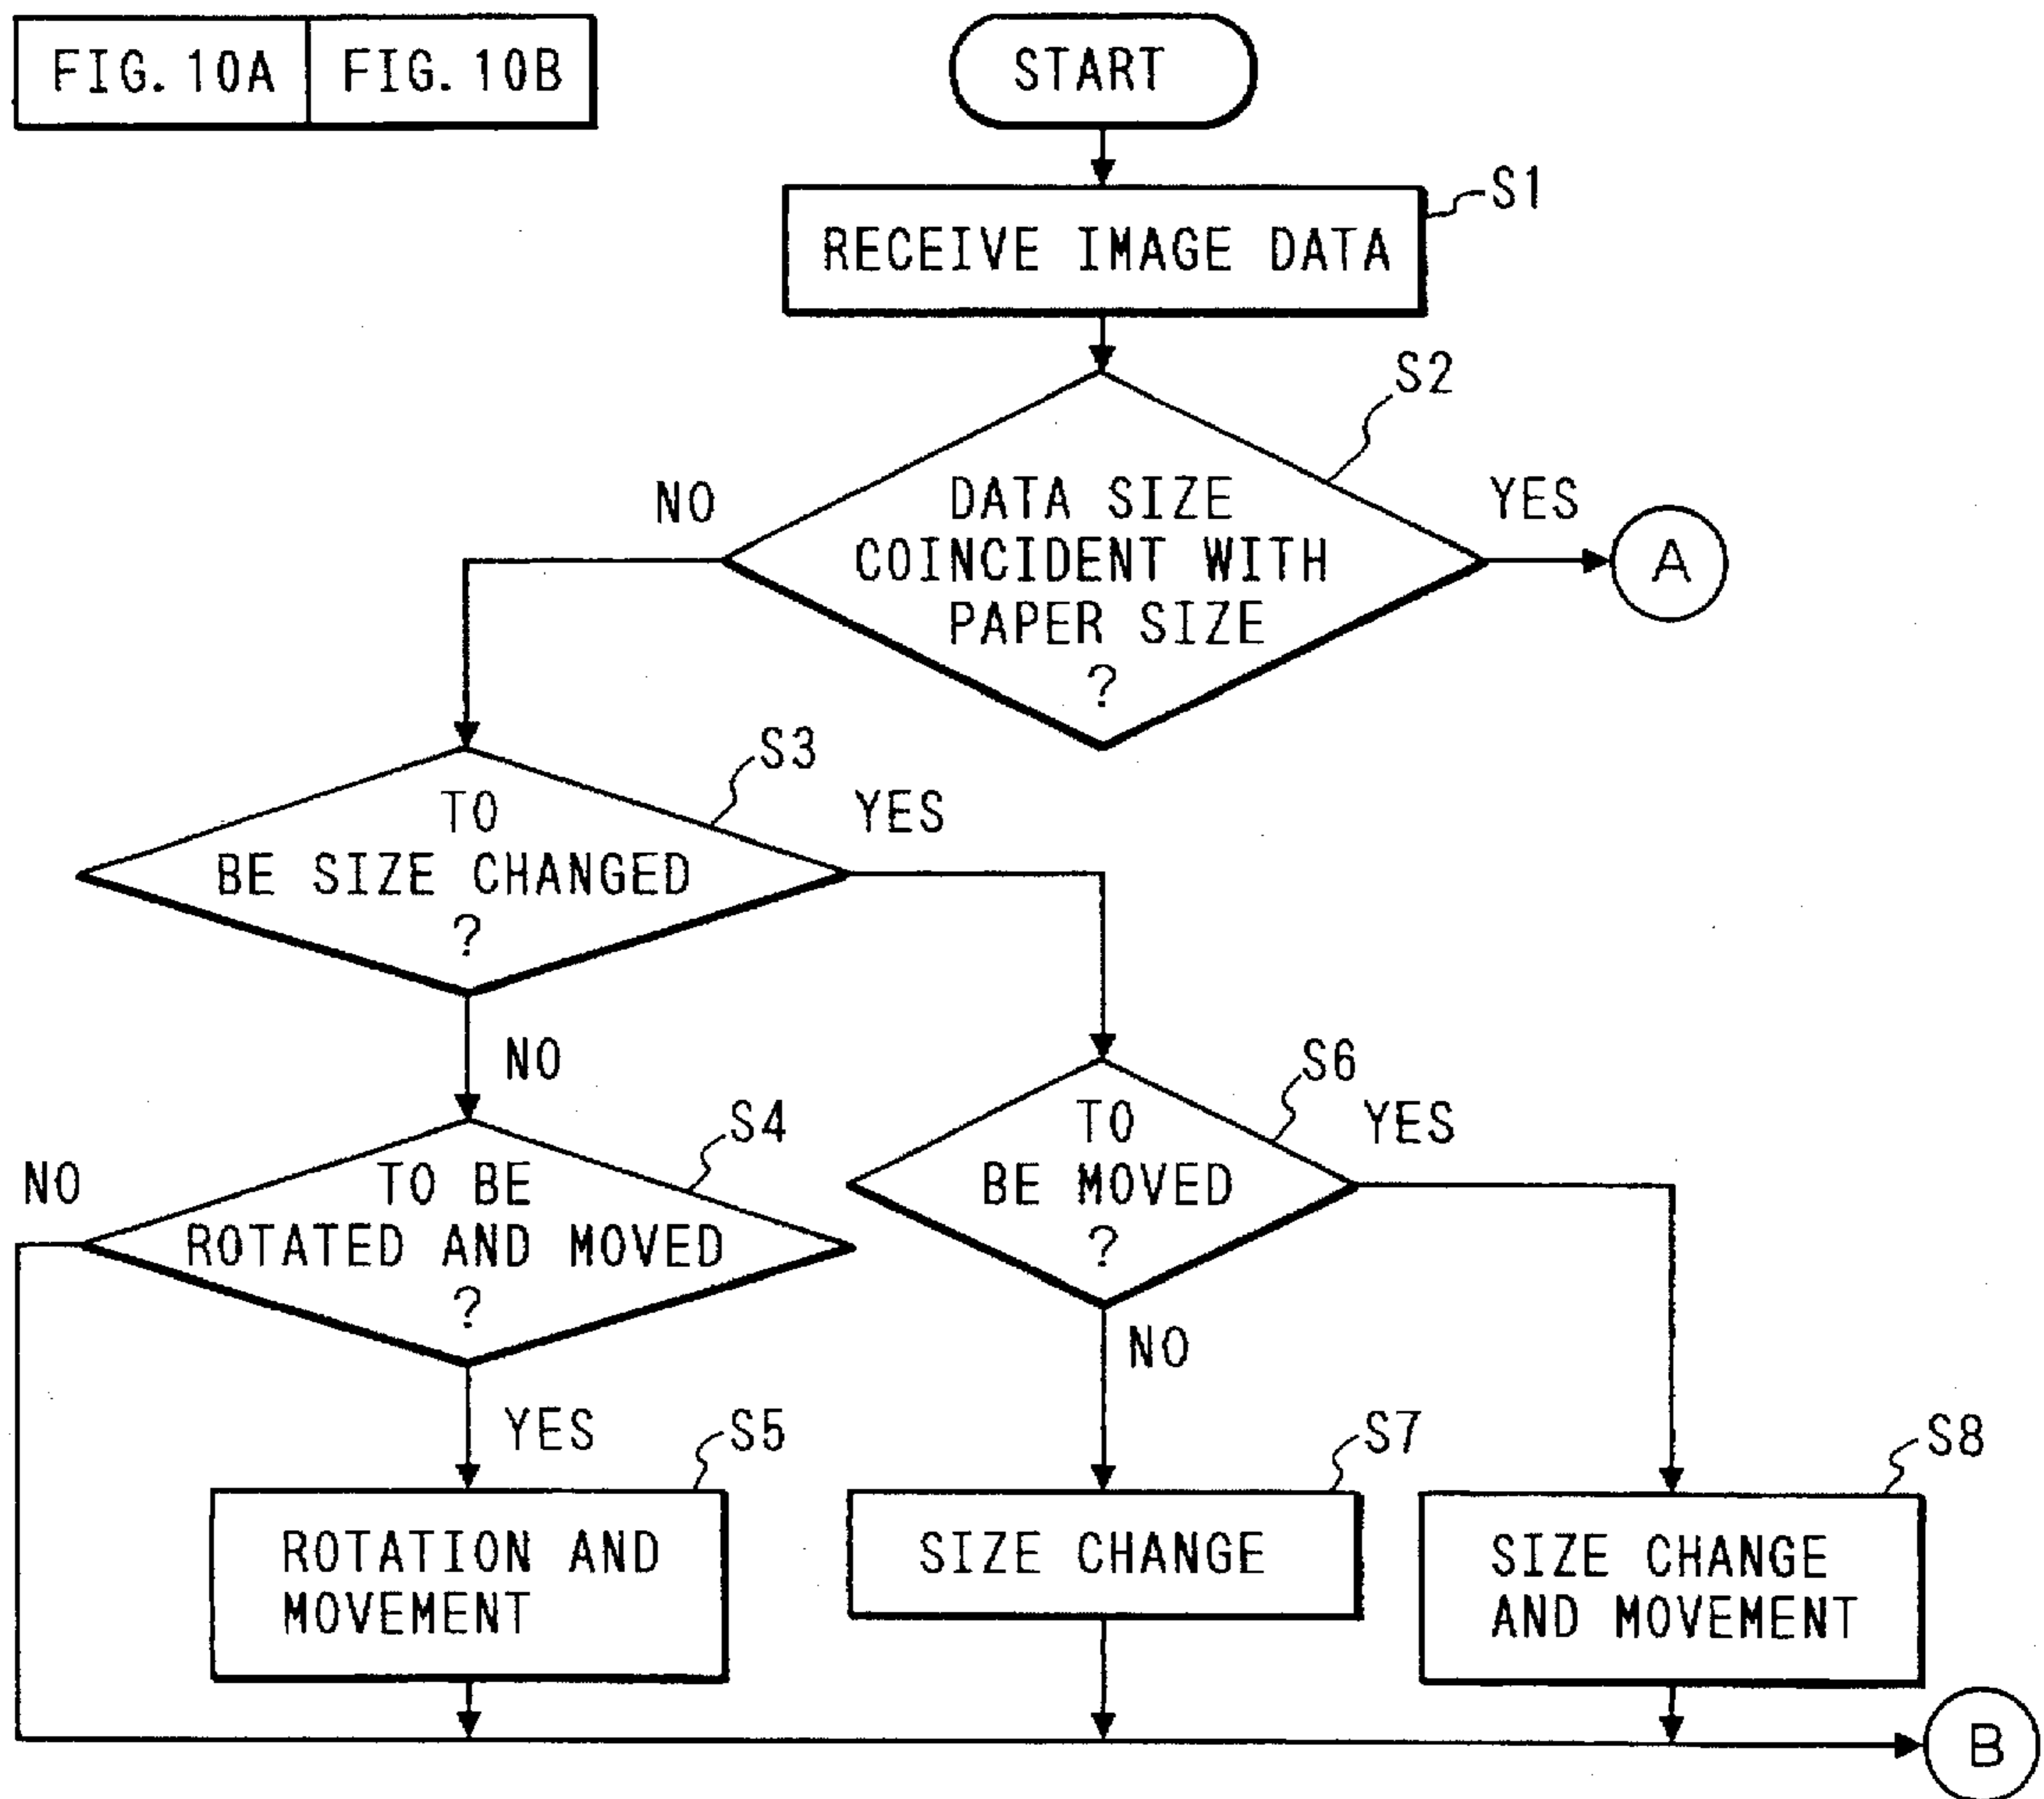 FIG. 10A FIG. 10B
START
S1
RECEIVE IMAGE DATA
S2
NO
DATA SIZE
COINCIDENT WITH
PAPER SIZE
?
YES
A
S3
TO
BE SIZE CHANGED
?
YES
NO
S4
NO
TO BE
ROTATED AND MOVED
?
S6
TO
BE MOVED
?
YES
YES
NO
S5
ROTATION AND
MOVEMENT
S7
SIZE CHANGE
S8
SIZE CHANGE
AND MOVEMENT
B